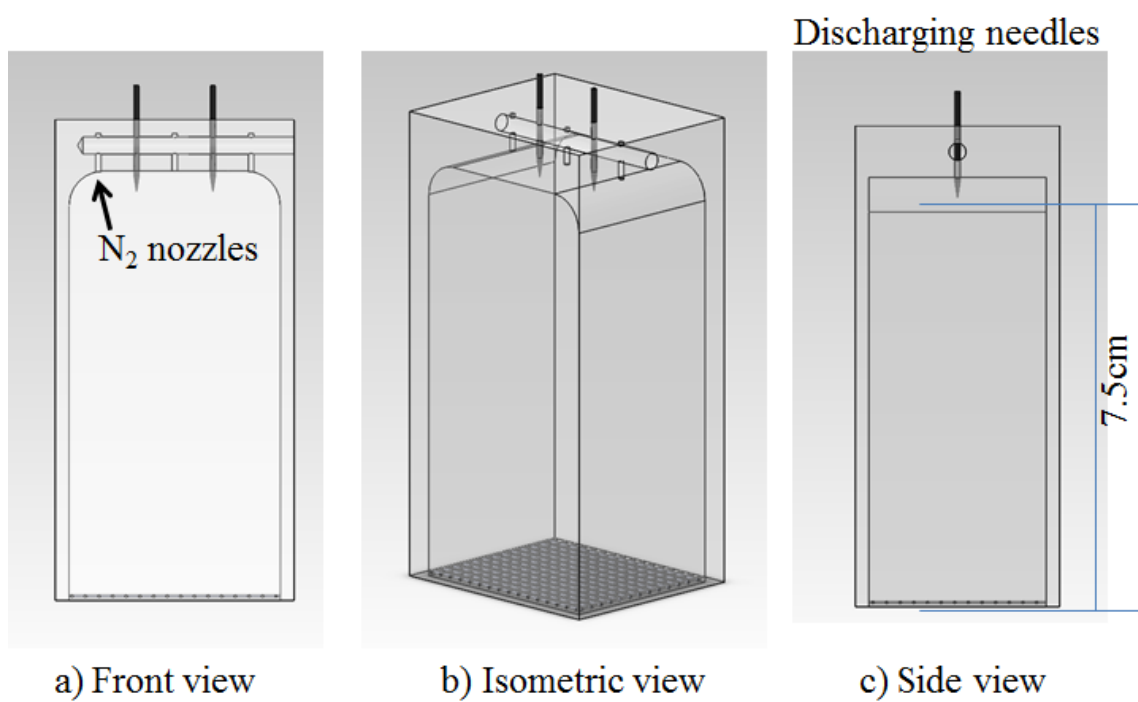 Discharging needles
N₂ nozzles
7.5cm
a) Front view
b) Isometric view
c) Side view